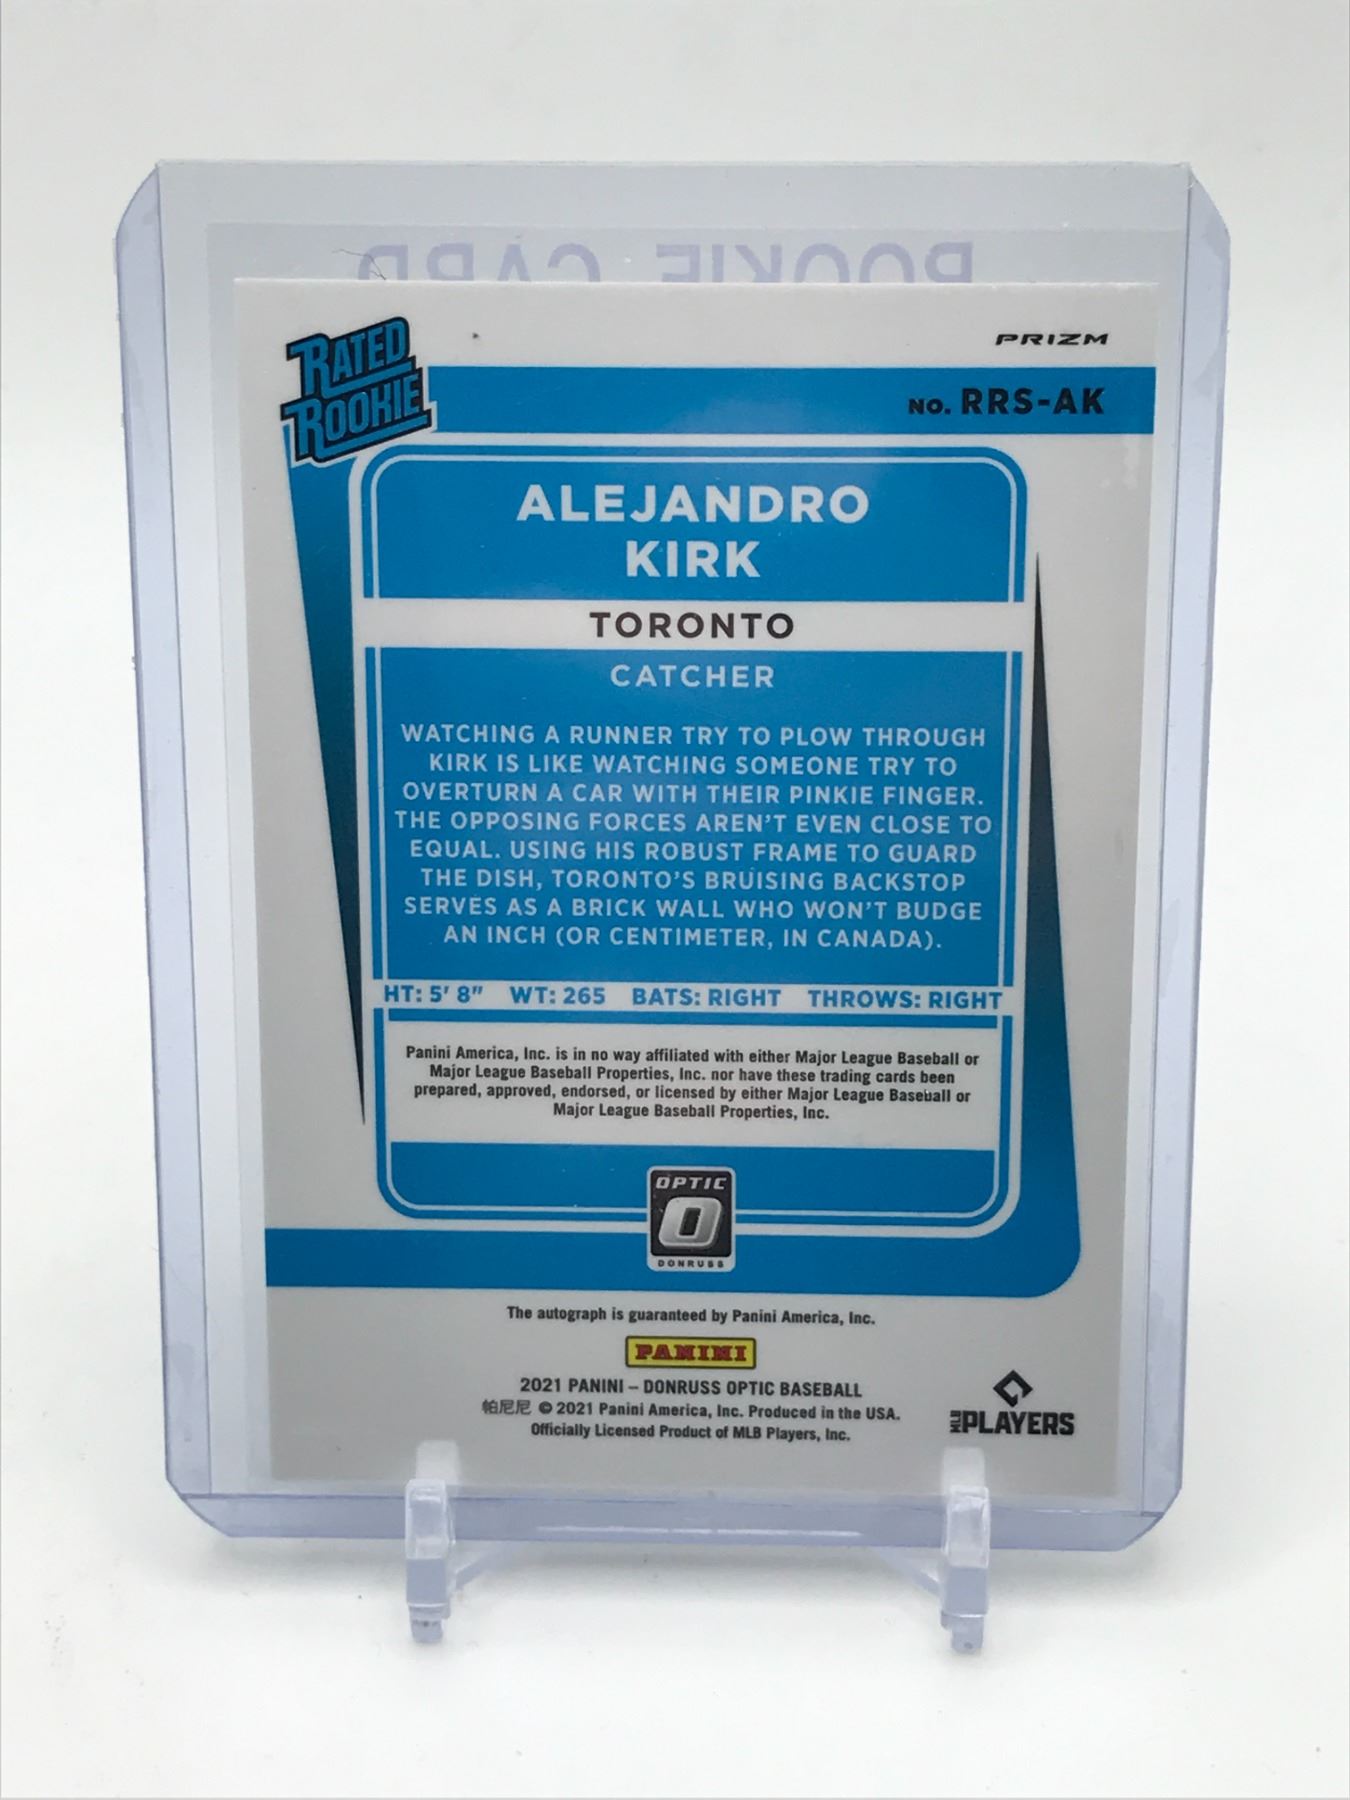 ROOKIE CARD
RATED
ROOKIE
PRIZM
NO. RRS-AK
ALEJANDRO
KIRK
TORONTO
CATCHER
WATCHING A RUNNER TRY TO PLOW THROUGH
KIRK IS LIKE WATCHING SOMEONE TRY TO
OVERTURN A CAR WITH THEIR PINKIE FINGER.
THE OPPOSING FORCES AREN'T EVEN CLOSE TO
EQUAL. USING HIS ROBUST FRAME TO GUARD
THE DISH, TORONTO'S BRUISING BACKSTOP
SERVES AS A BRICK WALL WHO WON'T BUDGE
AN INCH (OR CENTIMETER, IN CANADA).
HT: 5' 8" WT: 265 BATS: RIGHT THROWS: RIGHT
Panini America, Inc. is in no way affiliated with either Major League Baseball or
Major League Baseball Properties, Inc. nor have these trading cards been
prepared, approved, endorsed, or licensed by either Major League Baseball or
Major League Baseball Properties, Inc.
OPTIC
DONRUSS
The autograph is guaranteed by Panini America, Inc.
PANINI
2021 PANINI – DONRUSS OPTIC BASEBALL
帕尼尼 © 2021 Panini America, Inc. Produced in the USA.
Officially Licensed Product of MLB Players, Inc.
MLB PLAYERS